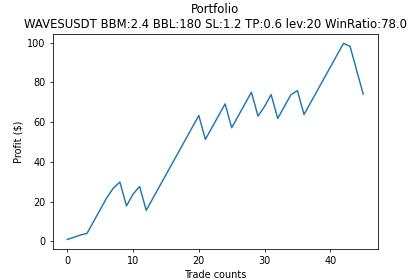 Portfolio
WAVESUSDT BBM:2.4 BBL:180 SL:1.2 TP:0.6 lev:20 WinRatio:78.0
100
80
60
40
20
0
Profit ($)
0 10 20 30 40
Trade counts